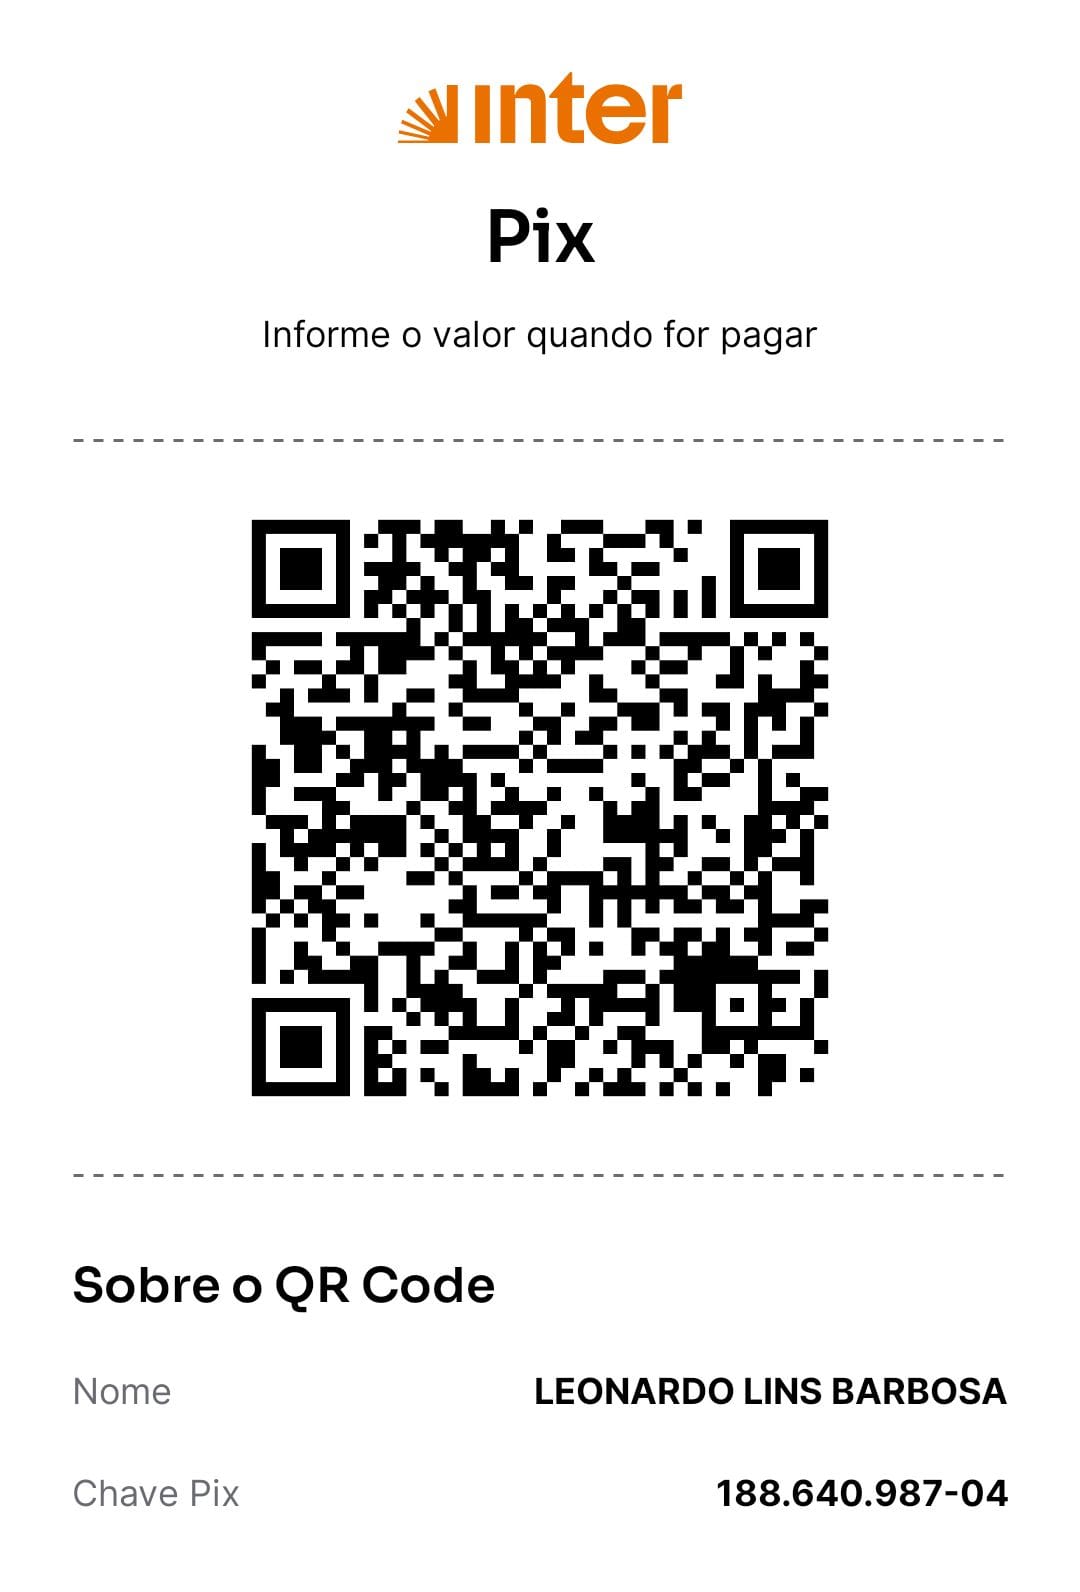 inter
Pix
Informe o valor quando for pagar
Sobre o QR Code
Nome LEONARDO LINS BARBOSA
Chave Pix 188.640.987-04